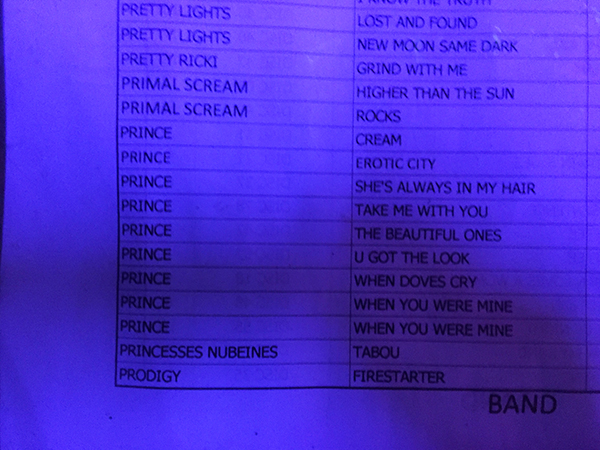 I KNOW THE TRUTH
PRETTY LIGHTS LOST AND FOUND
PRETTY LIGHTS NEW MOON SAME DARK
PRETTY RICKI GRIND WITH ME
PRIMAL SCREAM HIGHER THAN THE SUN
PRIMAL SCREAM ROCKS
PRINCE CREAM
PRINCE EROTIC CITY
PRINCE SHE'S ALWAYS IN MY HAIR
PRINCE TAKE ME WITH YOU
PRINCE THE BEAUTIFUL ONES
PRINCE U GOT THE LOOK
PRINCE WHEN DOVES CRY
PRINCE WHEN YOU WERE MINE
PRINCE WHEN YOU WERE MINE
PRINCESSES NUBEINES TABOU
PRODIGY FIRESTARTER
BAND